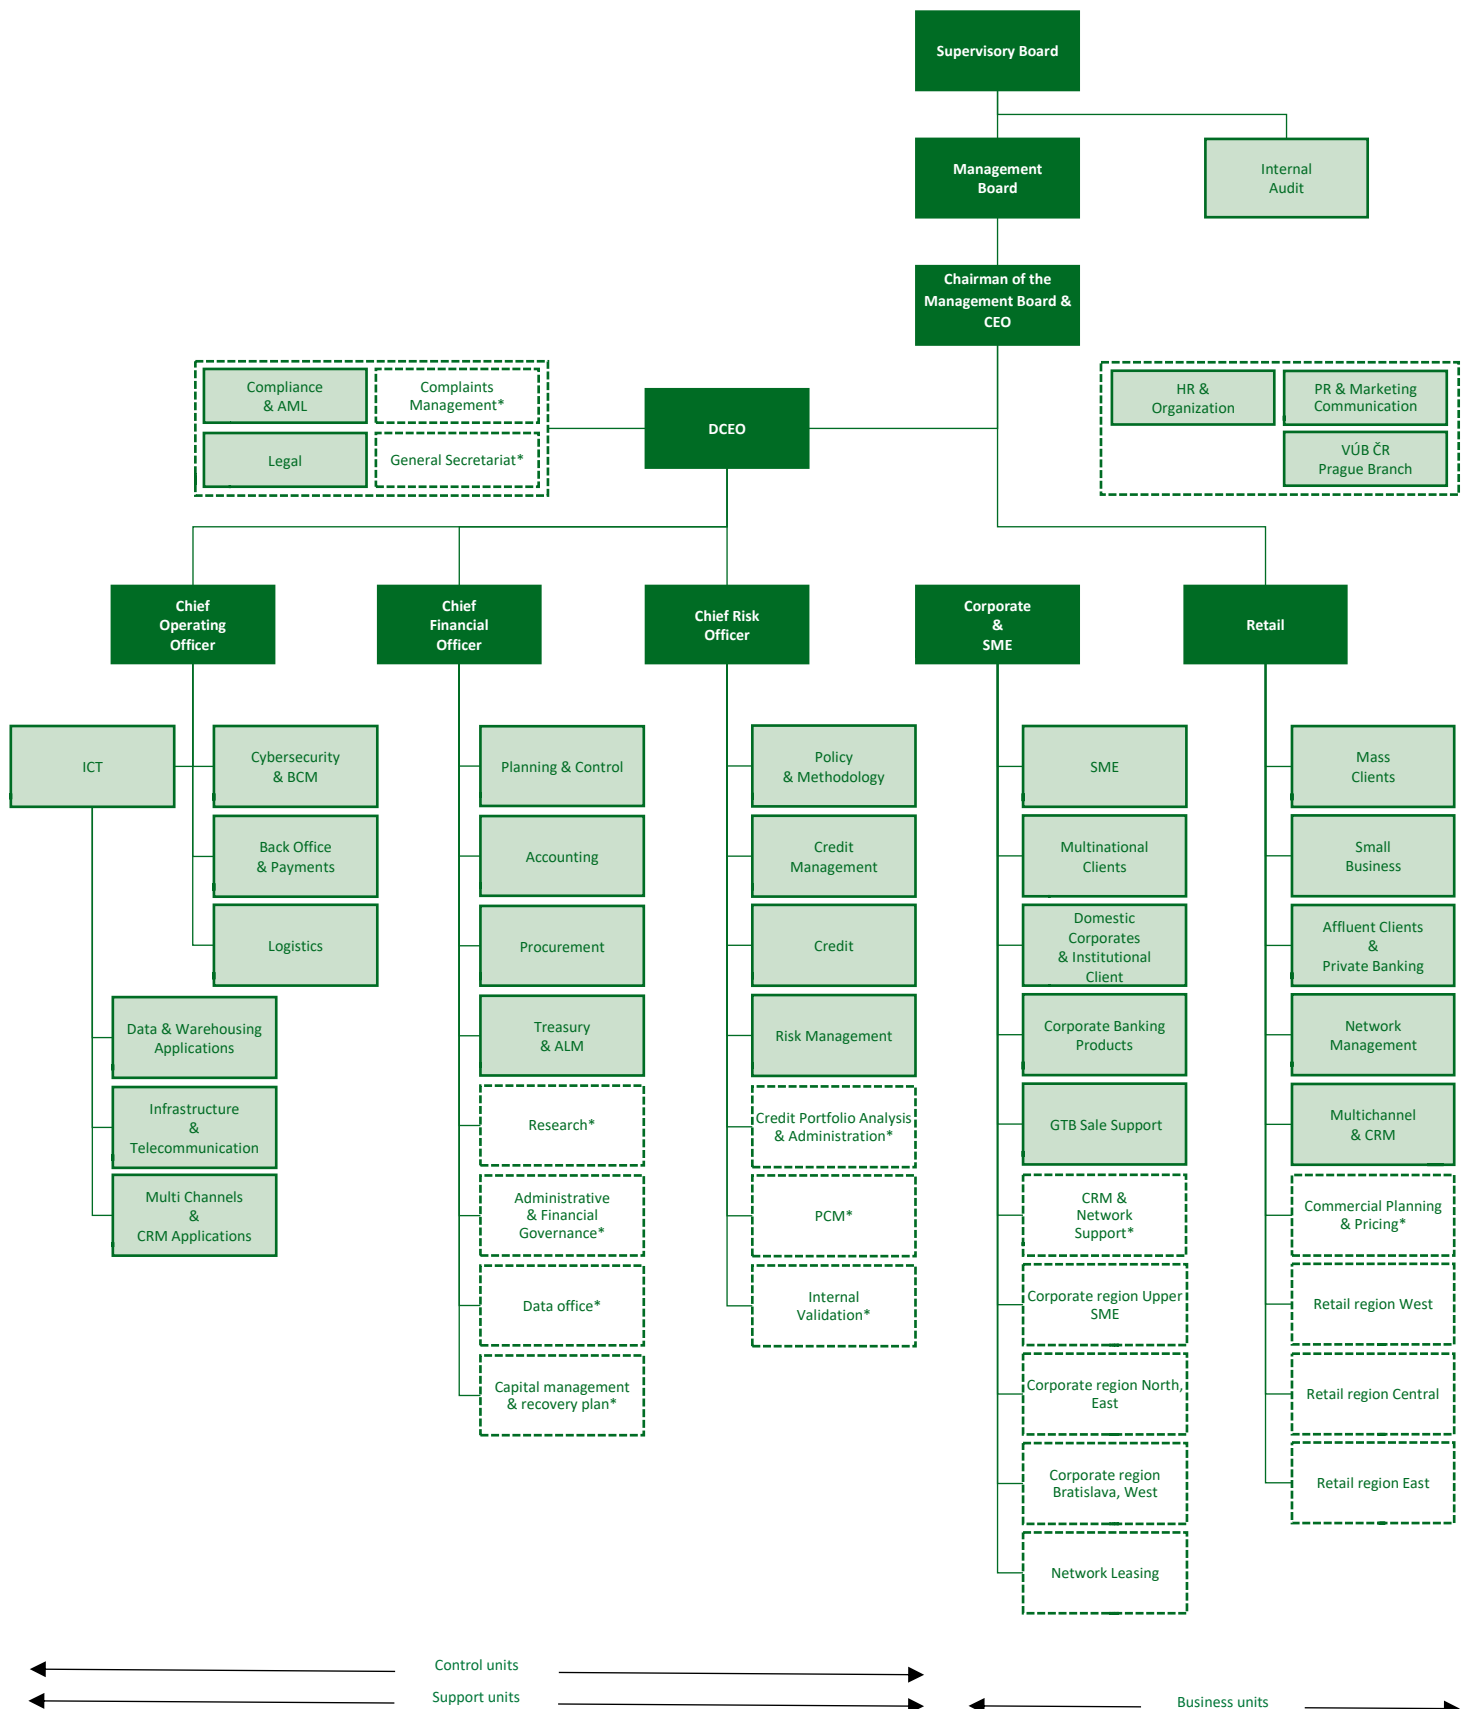 Supervisory Board
Management
Board
Internal
Audit
Chairman of the
Management Board &
CEO
Compliance
& AML
Complaints
Management*
Legal
General Secretariat*
DCEO
HR &
Organization
PR & Marketing
Communication
VÚB ČR
Prague Branch
Chief
Operating
Officer
Chief
Financial
Officer
Chief Risk
Officer
Corporate
&
SME
Retail
ICT
Cybersecurity
& BCM
Back Office
& Payments
Logistics
Data & Warehousing
Applications
Infrastructure
&
Telecommunication
Multi Channels
&
CRM Applications
Planning & Control
Accounting
Procurement
Treasury
& ALM
Research*
Administrative
& Financial
Governance*
Data office*
Capital management
& recovery plan*
Policy
& Methodology
Credit
Management
Credit
Risk Management
Credit Portfolio Analysis
& Administration*
PCM*
Internal
Validation*
SME
Multinational
Clients
Domestic
Corporates
& Institutional
Client
Corporate Banking
Products
GTB Sale Support
CRM &
Network
Support*
Corporate region Upper
SME
Corporate region North,
East
Corporate region
Bratislava, West
Network Leasing
Mass
Clients
Small
Business
Affluent Clients
&
Private Banking
Network
Management
Multichannel
& CRM
Commercial Planning
& Pricing*
Retail region West
Retail region Central
Retail region East
Control units
Support units
Business units